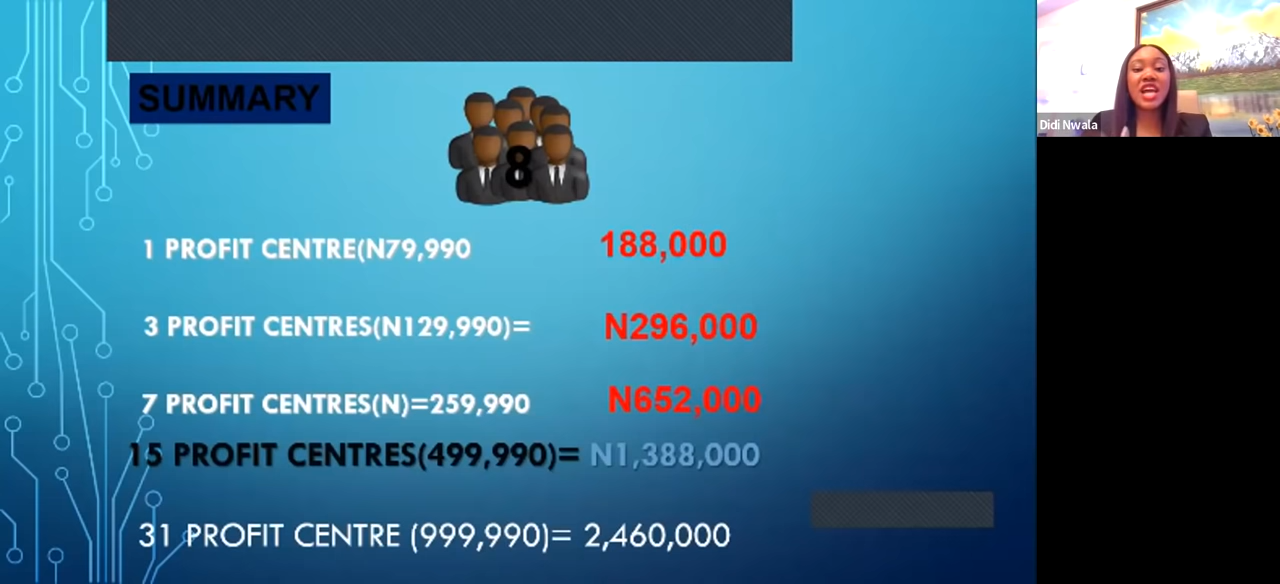 SUMMARY
8
1 PROFIT CENTRE(N79,990 188,000
3 PROFIT CENTRES(N129,990)= N296,000
7 PROFIT CENTRES(N)=259,990 N652,000
15 PROFIT CENTRES(499,990)= N1,388,000
31 PROFIT CENTRE (999,990)= 2,460,000
Didi Nwala